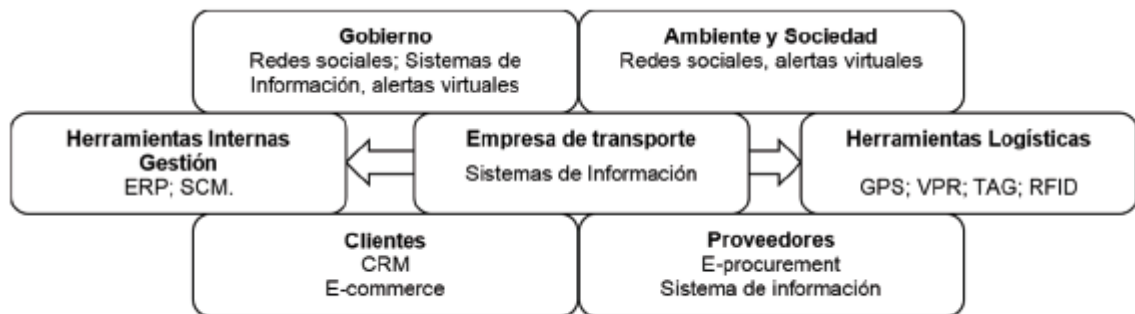 Gobierno
Redes sociales; Sistemas de
Información, alertas virtuales
Ambiente y Sociedad
Redes sociales, alertas virtuales
Herramientas Internas
Gestión
ERP; SCM.
Empresa de transporte
Sistemas de Información
Herramientas Logísticas
GPS; VPR; TAG; RFID
Clientes
CRM
E-commerce
Proveedores
E-procurement
Sistema de información